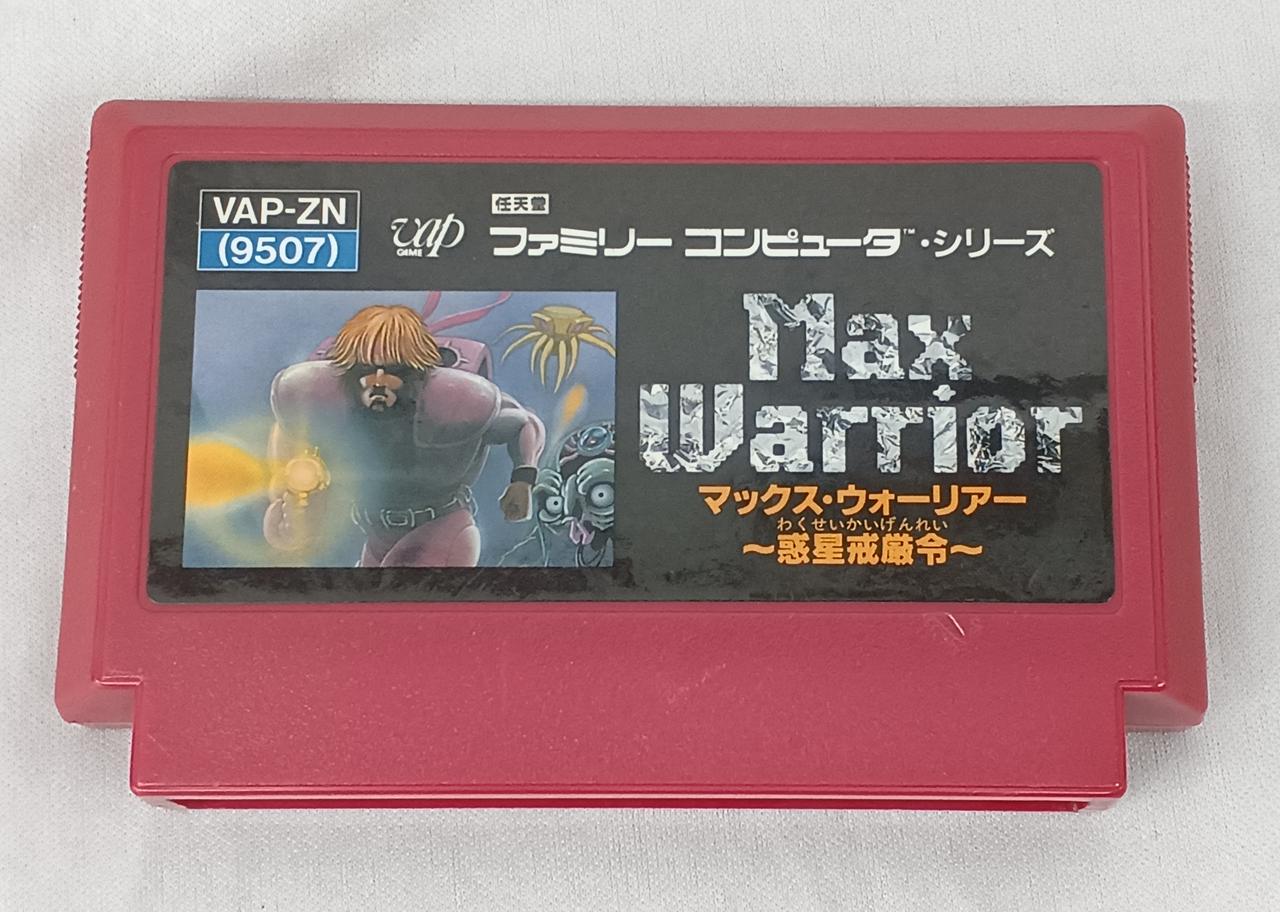 VAP-ZN
(9507)
vap
GAME
任天堂
ファミリー コンピュータ™・シリーズ
Max
Warrior
マックス・ウォーリアー
わくせいかいげんれい
〜惑星戒厳令〜